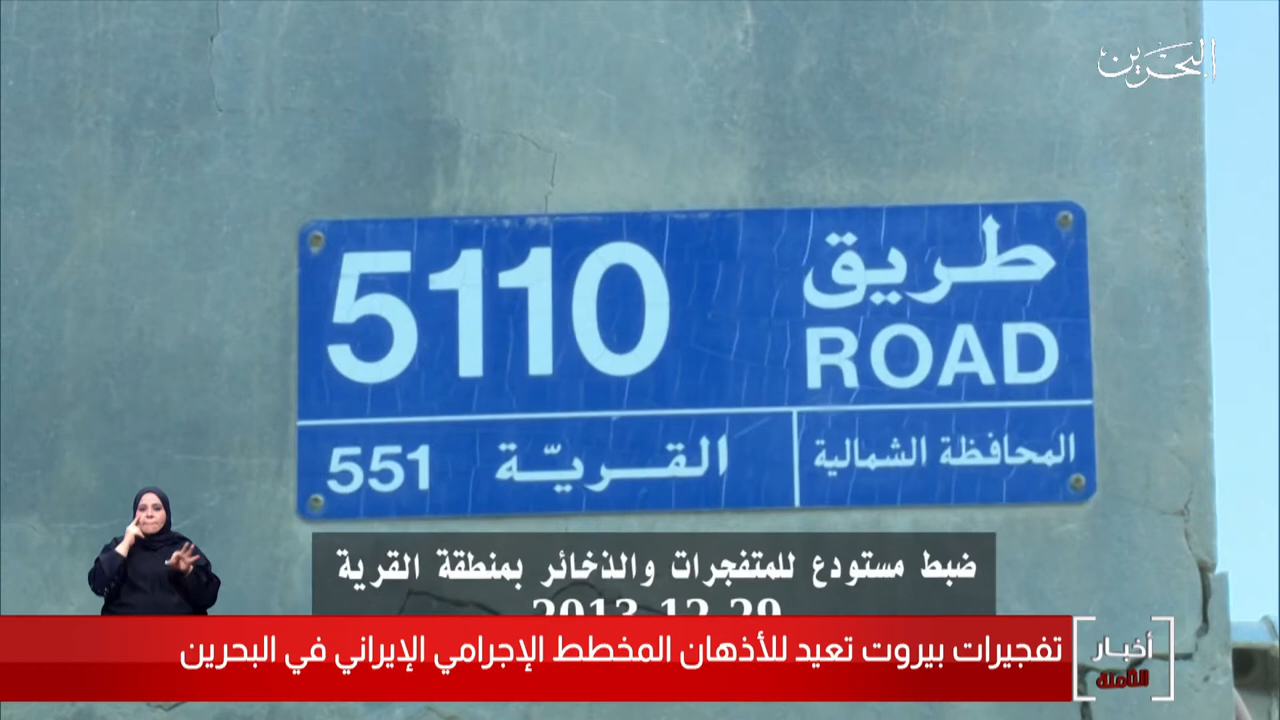 البحرين
طريق
5110
ROAD
المحافظة الشمالية
القريّة 551
ضبط مستودع للمتفجرات والذخائر بمنطقة القرية
2013-12-29
أخبار
الثامنة
تفجيرات بيروت تعيد للأذهان المخطط الإجرامي الإيراني في البحرين